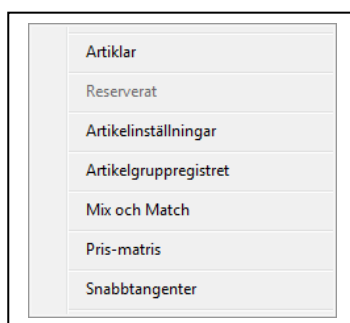 Artiklar
Reserverat
Artikelinställningar
Artikelgruppregistret
Mix och Match
Pris-matris
Snabbtangenter